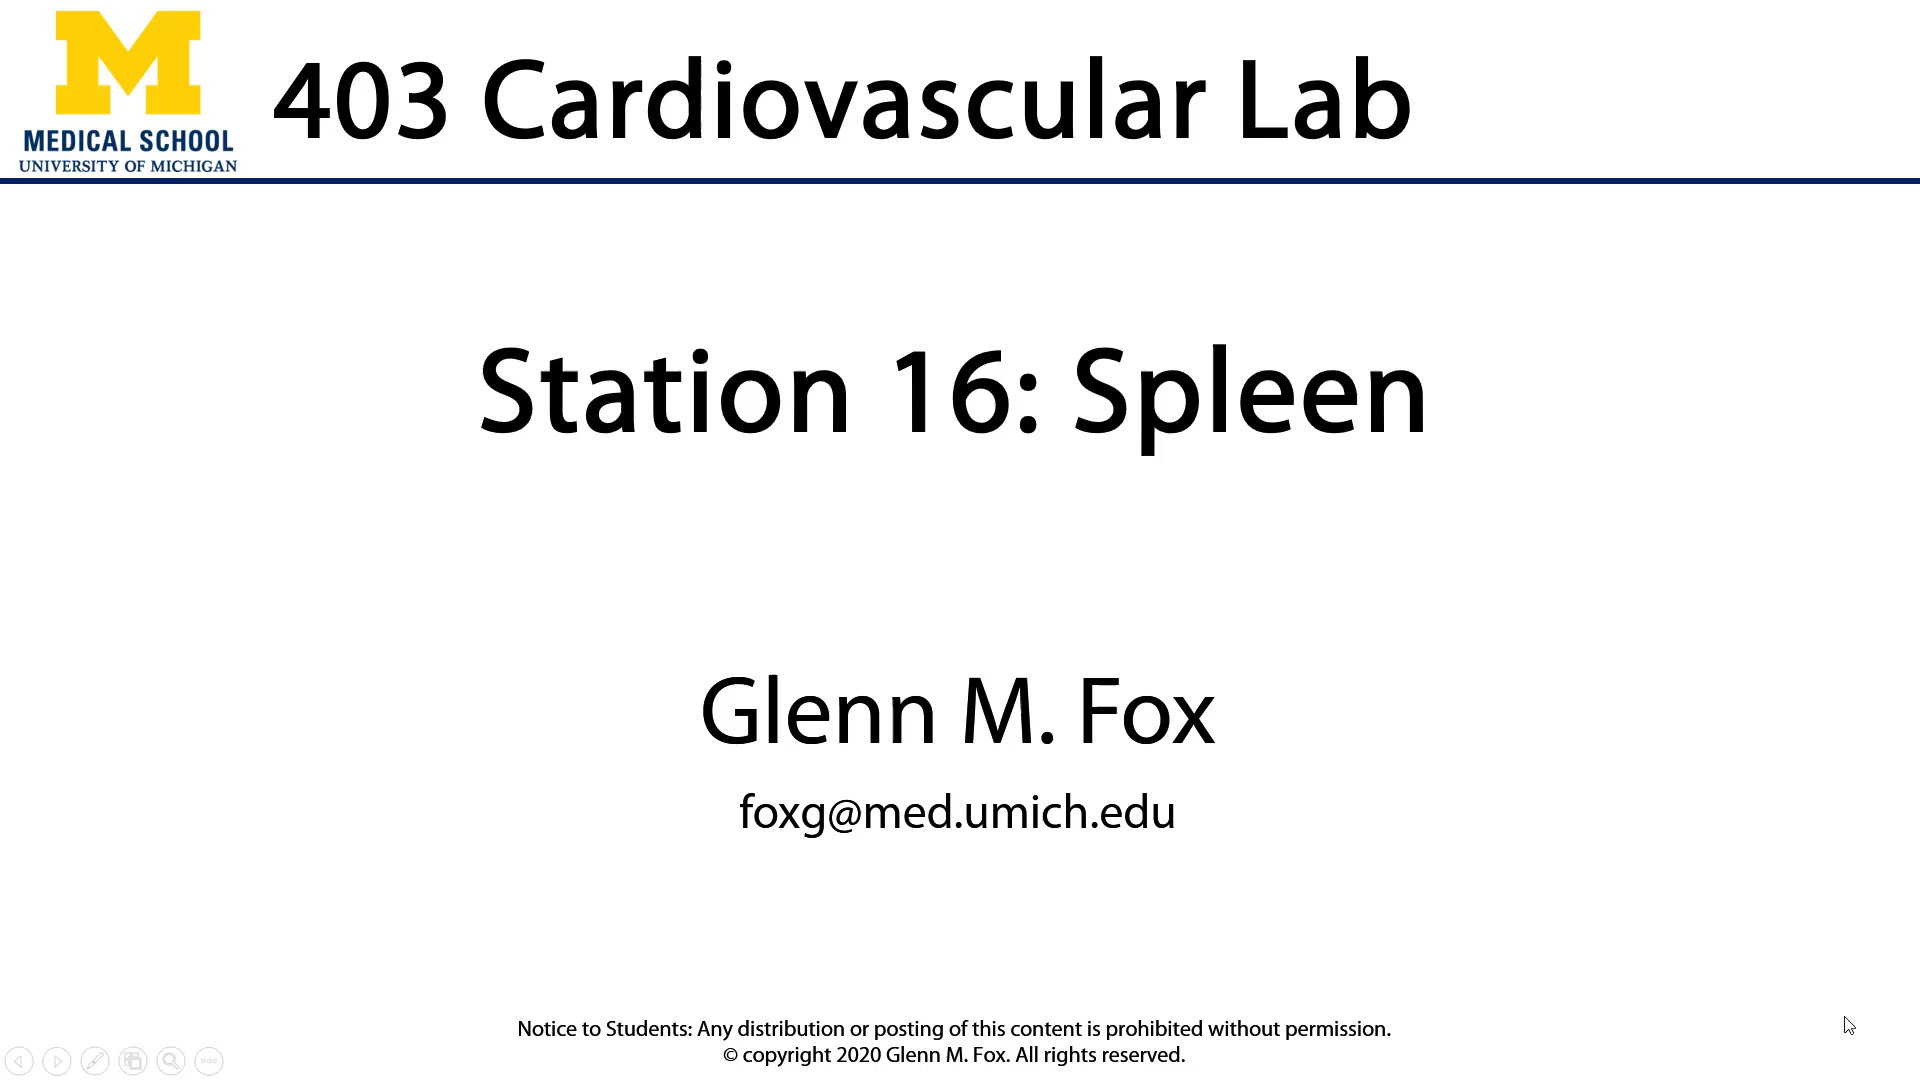 M
MEDICAL SCHOOL
UNIVERSITY OF MICHIGAN
403 Cardiovascular Lab
Station 16: Spleen
Glenn M. Fox
foxg@med.umich.edu
Notice to Students: Any distribution or posting of this content is prohibited without permission.
© copyright 2020 Glenn M. Fox. All rights reserved.